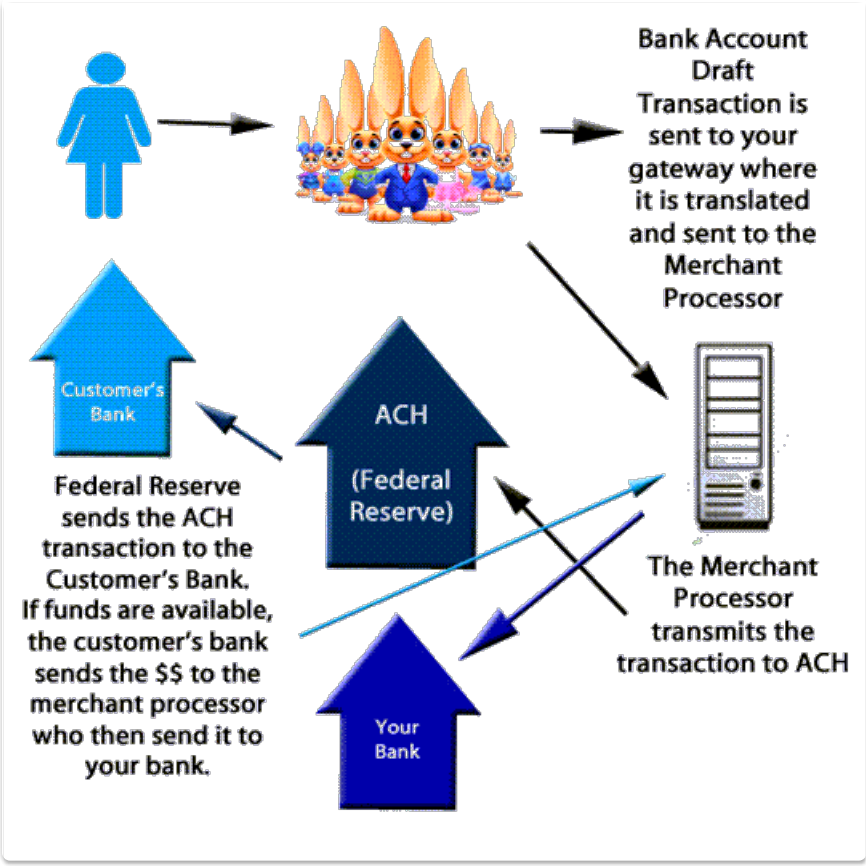 Bank Account
Draft
Transaction is
sent to your
gateway where
it is translated
and sent to the
Merchant
Processor
Customer's
Bank
ACH
(Federal
Reserve)
Federal Reserve
sends the ACH
transaction to the
Customer's Bank.
If funds are available,
the customer's bank
sends the $$ to the
merchant processor
who then send it to
your bank.
The Merchant
Processor
transmits the
transaction to ACH
Your
Bank